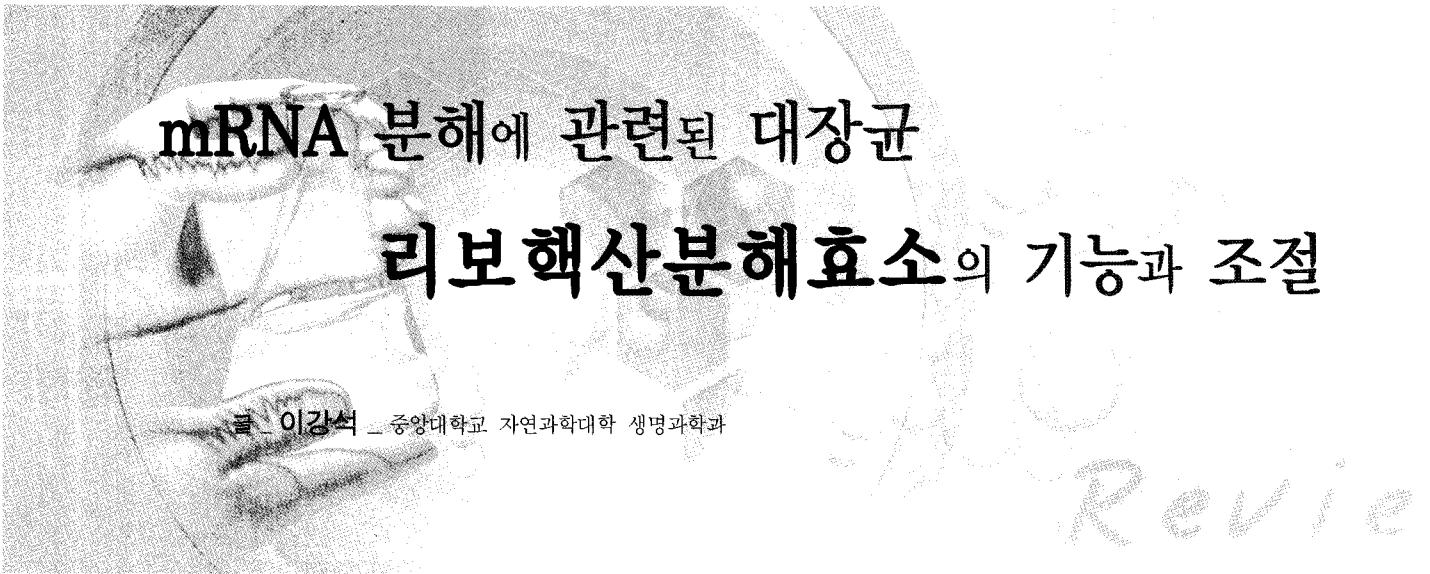 mRNA 분해에 관련된 대장균
리보핵산분해효소의 기능과 조절
글 _ 이강석 _ 중앙대학교 자연과학대학 생명과학과
Revie